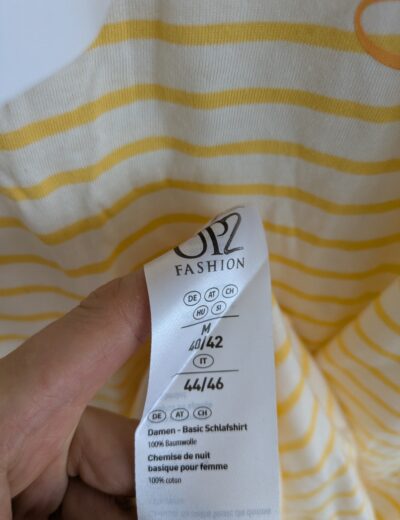 OPZ
FASHION
DE AT CH
HU SI
M
40/42
IT
44/46
DE AT CH
Damen - Basic Schlafshirt
100% Baumwolle
Chemise de nuit
basique pour femme
100% coton